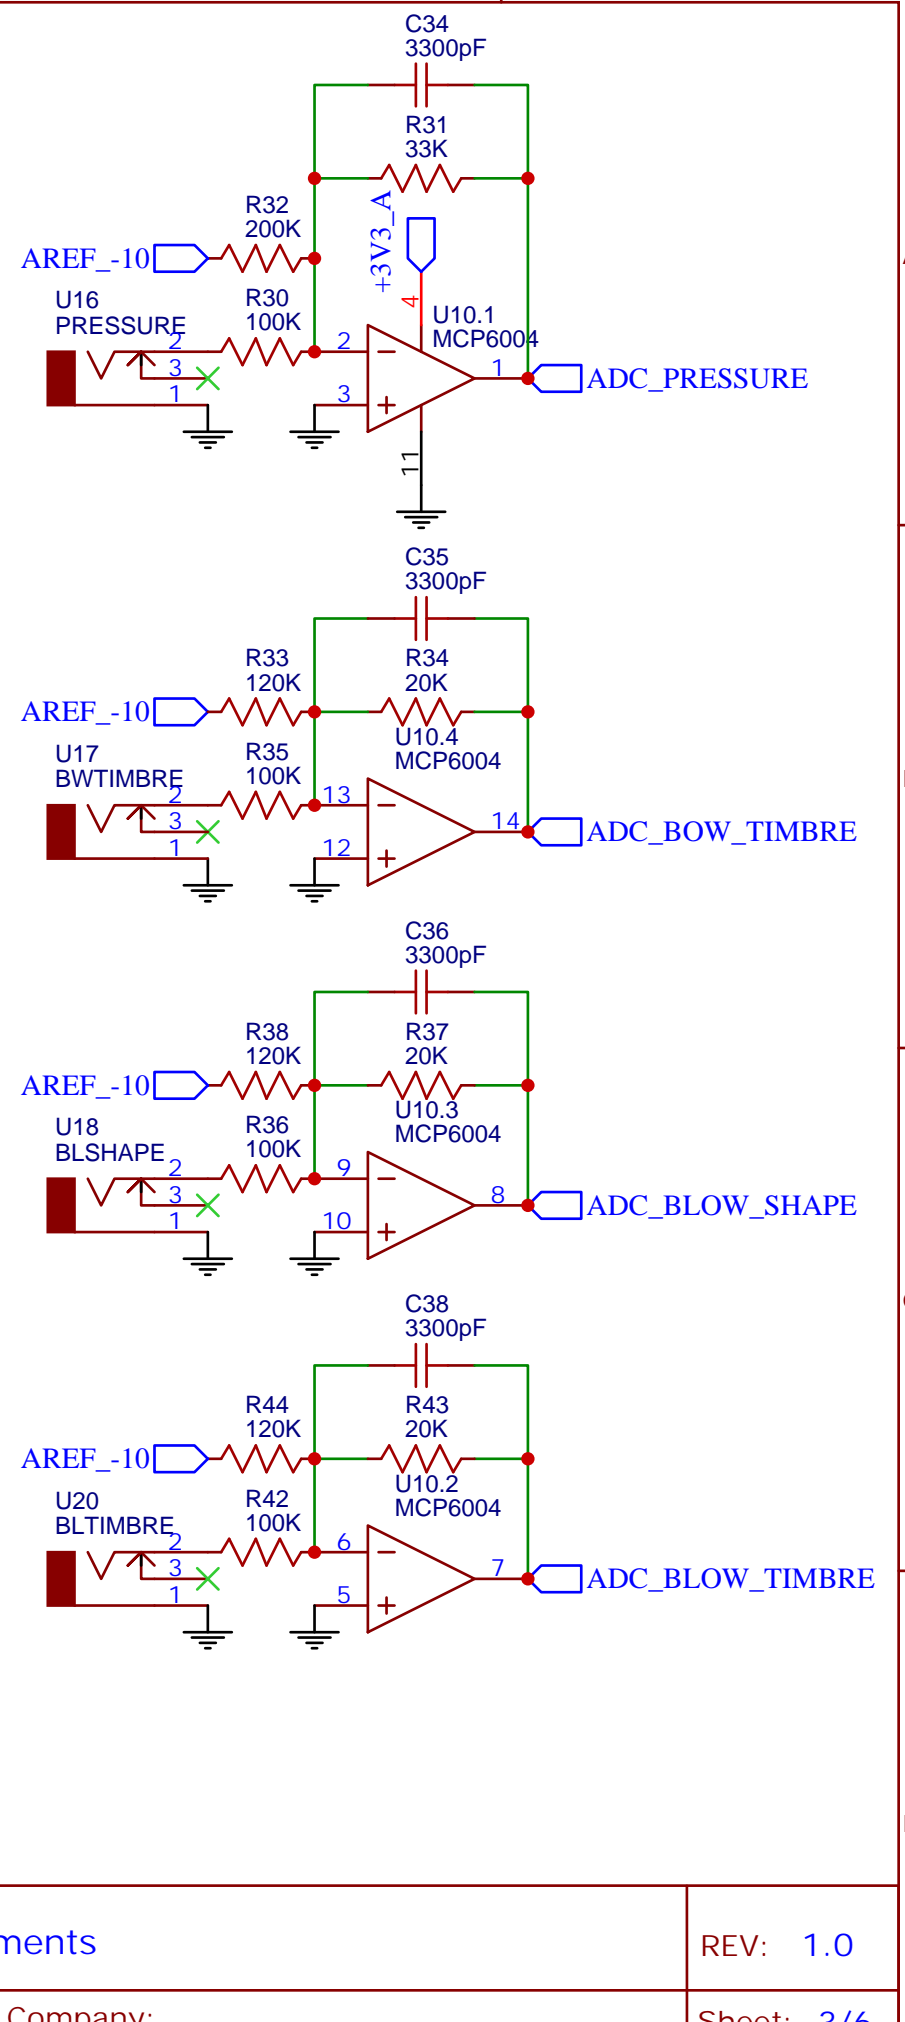 C34
3300pF
R31
33K
R32
200K
+3V3_A
AREF_-10
4
U16
PRESSURE
R30
100K
U10.1
MCP6004
2
3
1
2
3
1
ADC_PRESSURE
11
C35
3300pF
R33
120K
R34
20K
AREF_-10
U10.4
MCP6004
U17
BWTIMBRE
R35
100K
2
3
1
13
12
14
ADC_BOW_TIMBRE
C36
3300pF
R38
120K
R37
20K
AREF_-10
U10.3
MCP6004
U18
BLSHAPE
R36
100K
2
3
1
9
10
8
ADC_BLOW_SHAPE
C38
3300pF
R44
120K
R43
20K
AREF_-10
U10.2
MCP6004
U20
BLTIMBRE
R42
100K
2
3
1
6
5
7
ADC_BLOW_TIMBRE
ments
REV: 1.0
Company:
Sheet: